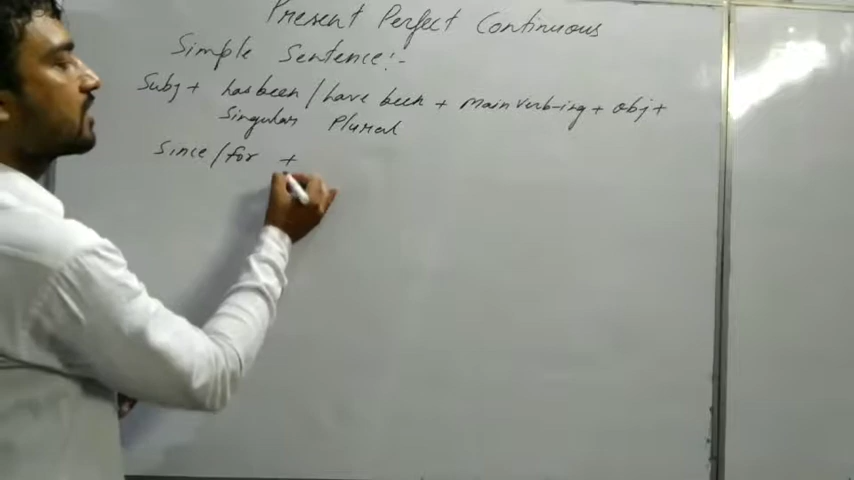 Present Perfect Continuous
Simple Sentence:-
Subj + has been / have been + main verb-ing + obj +
Singular Plural
Since / for +